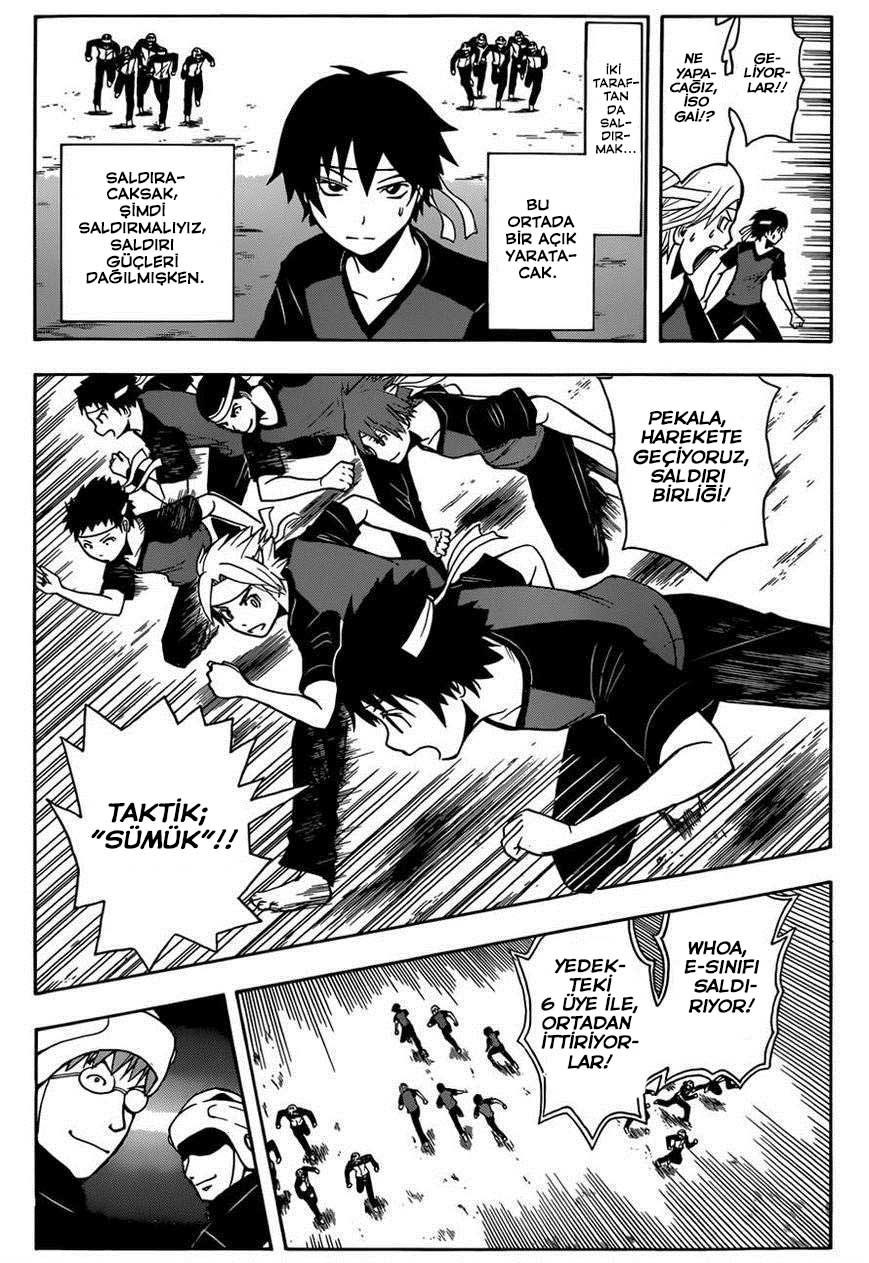 GE-
LİYOR-
LAR!!
NE
YAPA-
CAĞIZ,
İSO
GAİ!?
İKİ
TARAF-
TAN
DA
SAL-
DIR-
MAK...
BU
ORTADA
BİR AÇIK
YARATA-
CAK.
SALDIRA-
CAKSAK,
ŞİMDİ
SALDIRMALIYIZ,
SALDIRI
GÜÇLERİ
DAĞILMIŞKEN.
PEKALA,
HAREKETE
GEÇİYORUZ,
SALDIRI
BİRLİĞİ!
TAKTİK;
"SÜMÜK"!!
WHOA,
E-SINIFI
SALDI-
RIYOR!
YEDEK-
TEKİ
6 ÜYE İLE,
ORTADAN
İTTİRİYOR-
LAR!